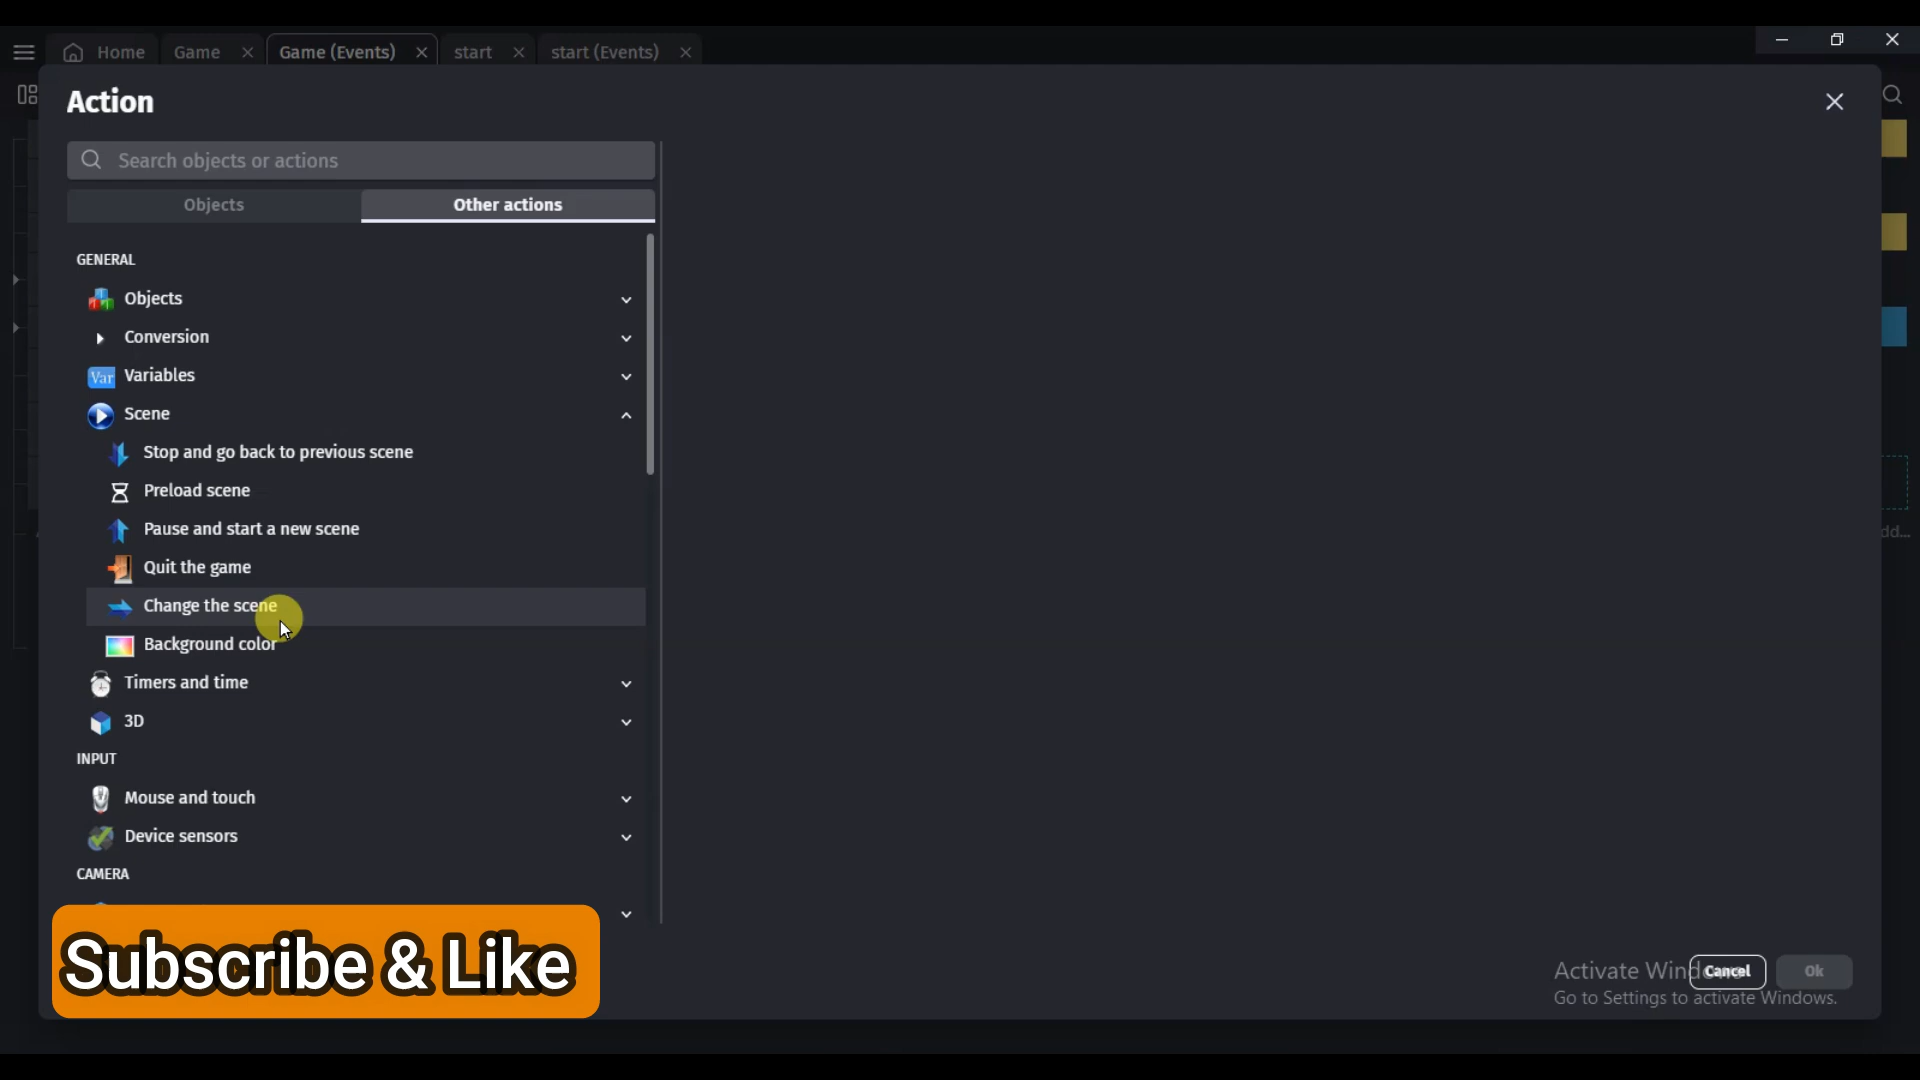 Home
Game
Game (Events)
start
start (Events)
Action
Search objects or actions
Objects
Other actions
GENERAL
Objects
Conversion
Var Variables
Scene
Stop and go back to previous scene
Preload scene
Pause and start a new scene
Quit the game
Change the scene
Background color
Timers and time
3D
INPUT
Mouse and touch
Device sensors
CAMERA
Subscribe & Like
dd...
Activate Wind
Cancel
Ok
Go to Settings to activate Windows.